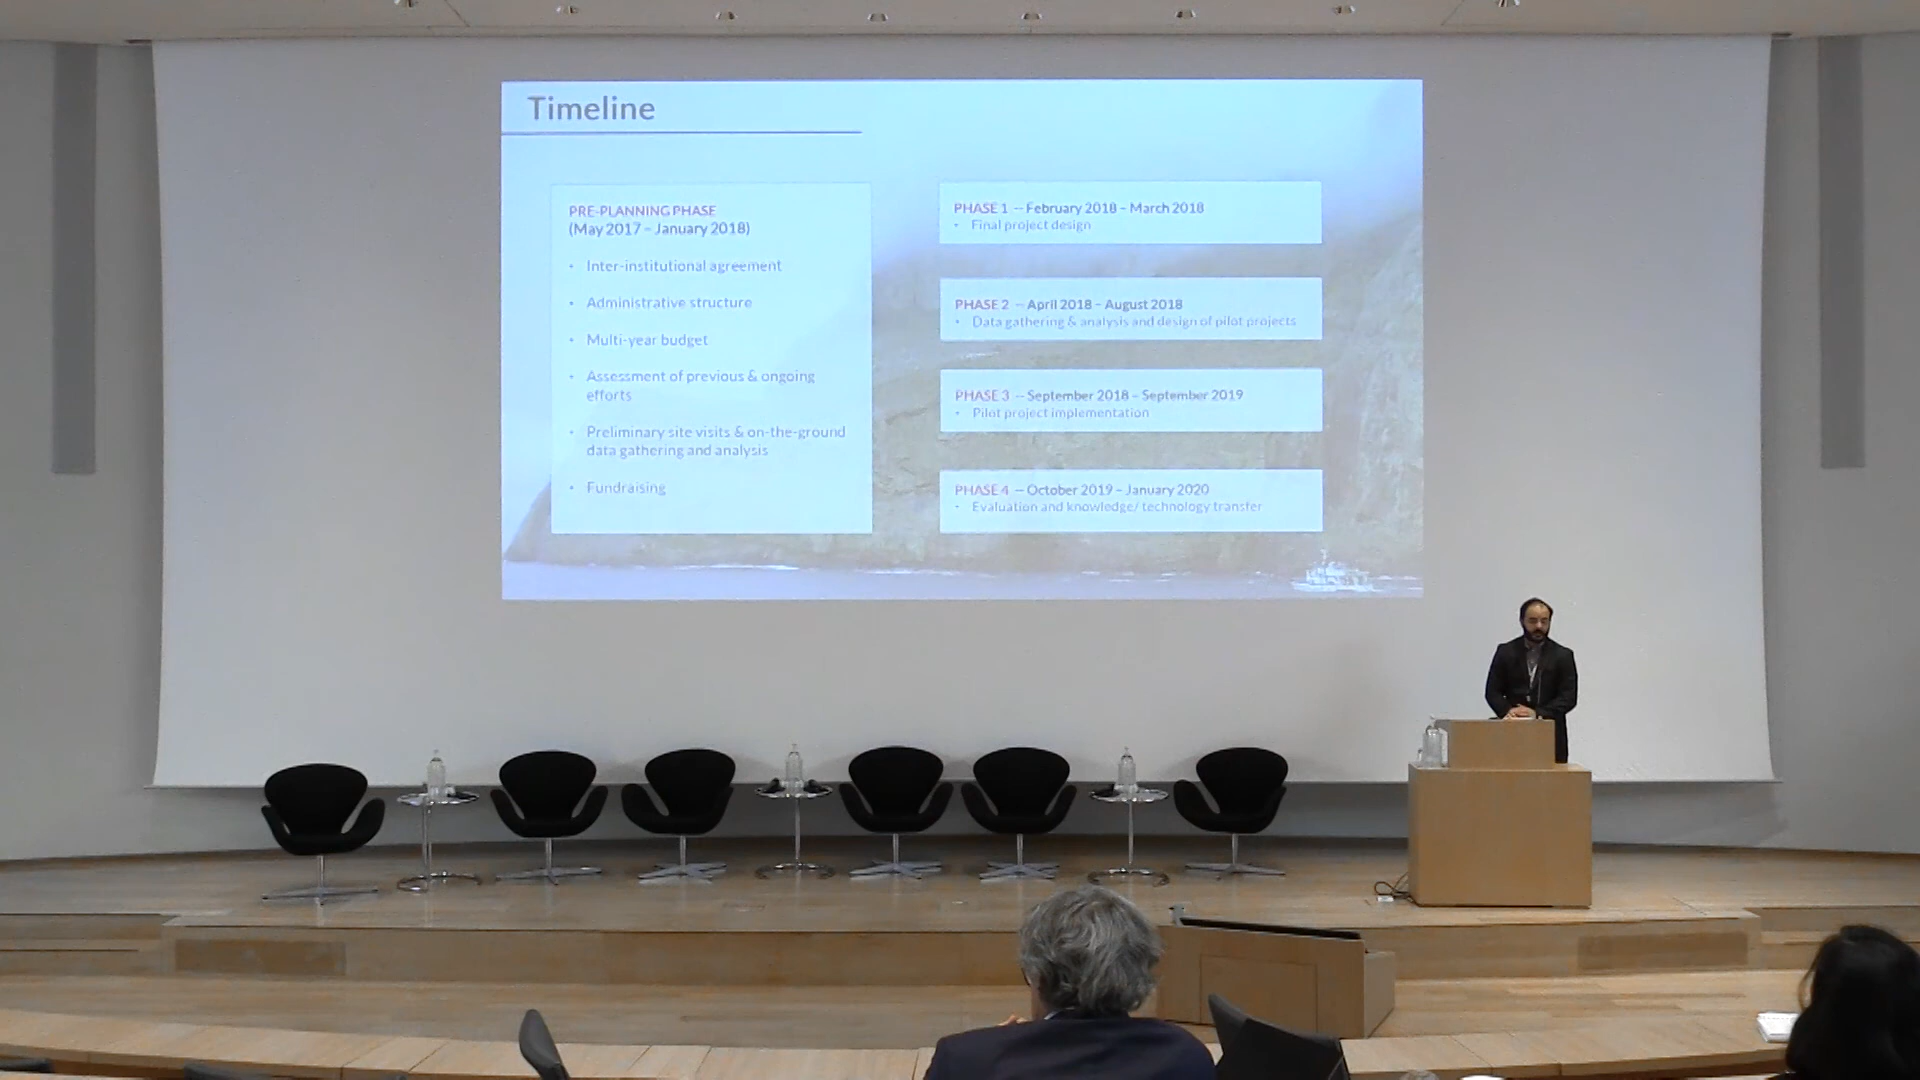 Timeline
PRE-PLANNING PHASE
(May 2017 – January 2018)
• Inter-institutional agreement
• Administrative structure
• Multi-year budget
• Assessment of previous & ongoing
efforts
• Preliminary site visits & on-the-ground
data gathering and analysis
• Fundraising
PHASE 1 -- February 2018 – March 2018
• Final project design
PHASE 2 -- April 2018 – August 2018
• Data gathering & analysis and design of pilot projects
PHASE 3 -- September 2018 – September 2019
• Pilot project implementation
PHASE 4 -- October 2019 – January 2020
• Evaluation and knowledge/ technology transfer